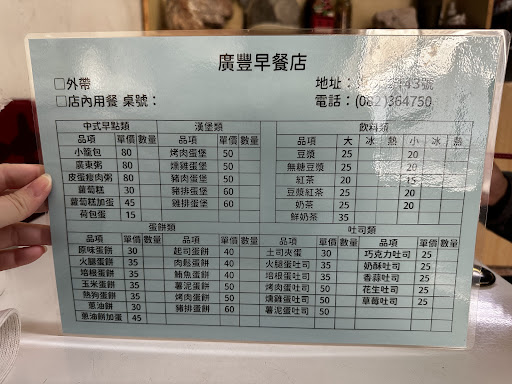 廣豐早餐店
□外帶 地址：43號
□店內用餐 桌號： 電話：(082)364750
中式早點類 漢堡類 飲料類
品項 單價 數量 品項 單價 數量 品項 大 冰 熱 小 冰 熱
小籠包 80 烤肉蛋堡 50 豆漿 25 20
廣東粥 80 燻雞蛋堡 50 無糖豆漿 25 20
皮蛋瘦肉粥 80 豬肉蛋堡 50 紅茶 20 15
蘿蔔糕 30 豬排蛋堡 60 豆漿紅茶 25 20
蘿蔔糕加蛋 45 雞排蛋堡 60 奶茶 25 20
荷包蛋 15 鮮奶茶 35
蛋餅類 吐司類
品項 單價 數量 品項 單價 數量 品項 單價 數量 品項 單價 數量
原味蛋餅 30 起司蛋餅 40 土司夾蛋 30 巧克力吐司 25
火腿蛋餅 35 肉鬆蛋餅 40 火腿蛋吐司 35 奶酥吐司 25
培根蛋餅 35 鮪魚蛋餅 40 培根蛋吐司 35 香蒜吐司 25
玉米蛋餅 35 薯泥蛋餅 50 烤肉蛋吐司 50 花生吐司 25
熱狗蛋餅 35 烤肉蛋餅 50 燻雞蛋吐司 50 草莓吐司 25
蔥油餅 30 豬排蛋餅 60 薯泥蛋吐司 50
蔥油餅加蛋 45